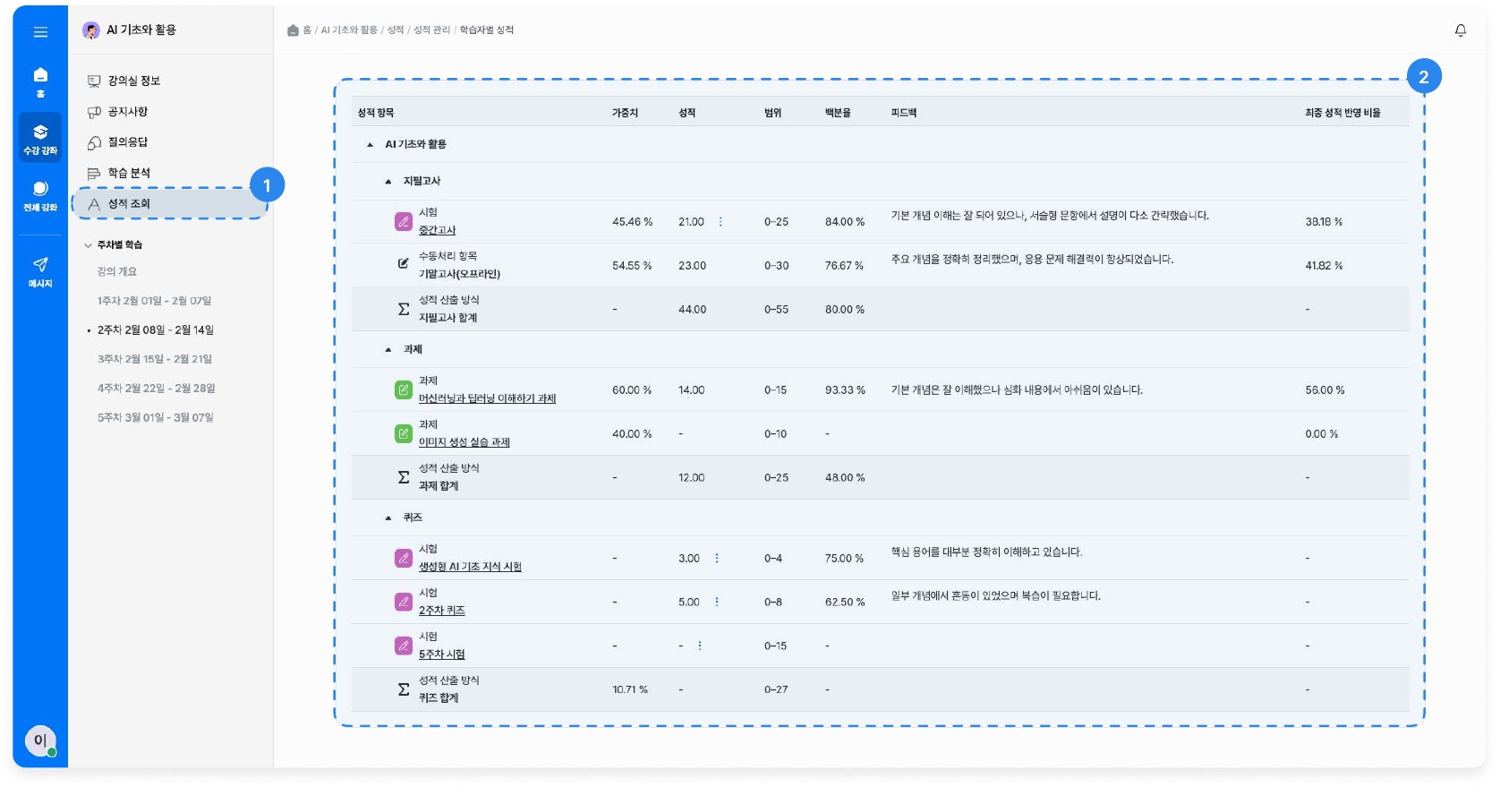 AI 기초와 활용
홈 / AI 기초와 활용 / 성적 / 성적 관리 / 학습자별 성적
홈
수강 강좌
전체 강좌
메시지
이
강의실 정보
공지사항
질의응답
학습 분석
성적 조회
1
주차별 학습
강의 개요
1주차 2월 01일 - 2월 07일
2주차 2월 08일 - 2월 14일
3주차 2월 15일 - 2월 21일
4주차 2월 22일 - 2월 28일
5주차 3월 01일 - 3월 07일
2
성적 항목 가중치 성적 범위 백분율 피드백 최종 성적 반영 비율
AI 기초와 활용
지필고사
시험
중간고사 45.46 % 21.00 0–25 84.00 % 기본 개념 이해는 잘 되어 있으나, 서술형 문항에서 설명이 다소 간략했습니다. 38.18 %
수동처리 항목
기말고사(오프라인) 54.55 % 23.00 0–30 76.67 % 주요 개념을 정확히 정리했으며, 응용 문제 해결력이 향상되었습니다. 41.82 %
성적 산출 방식
지필고사 합계 - 44.00 0–55 80.00 % -
과제
과제
머신러닝과 딥러닝 이해하기 과제 60.00 % 14.00 0–15 93.33 % 기본 개념은 잘 이해했으나 심화 내용에서 아쉬움이 있습니다. 56.00 %
과제
이미지 생성 실습 과제 40.00 % - 0–10 - 0.00 %
성적 산출 방식
과제 합계 - 12.00 0–25 48.00 % -
퀴즈
시험
생성형 AI 기초 지식 시험 - 3.00 0–4 75.00 % 핵심 용어를 대부분 정확히 이해하고 있습니다. -
시험
2주차 퀴즈 - 5.00 0–8 62.50 % 일부 개념에서 혼동이 있었으며 복습이 필요합니다. -
시험
5주차 시험 - - 0–15 - -
성적 산출 방식
퀴즈 합계 10.71 % - 0–27 - -